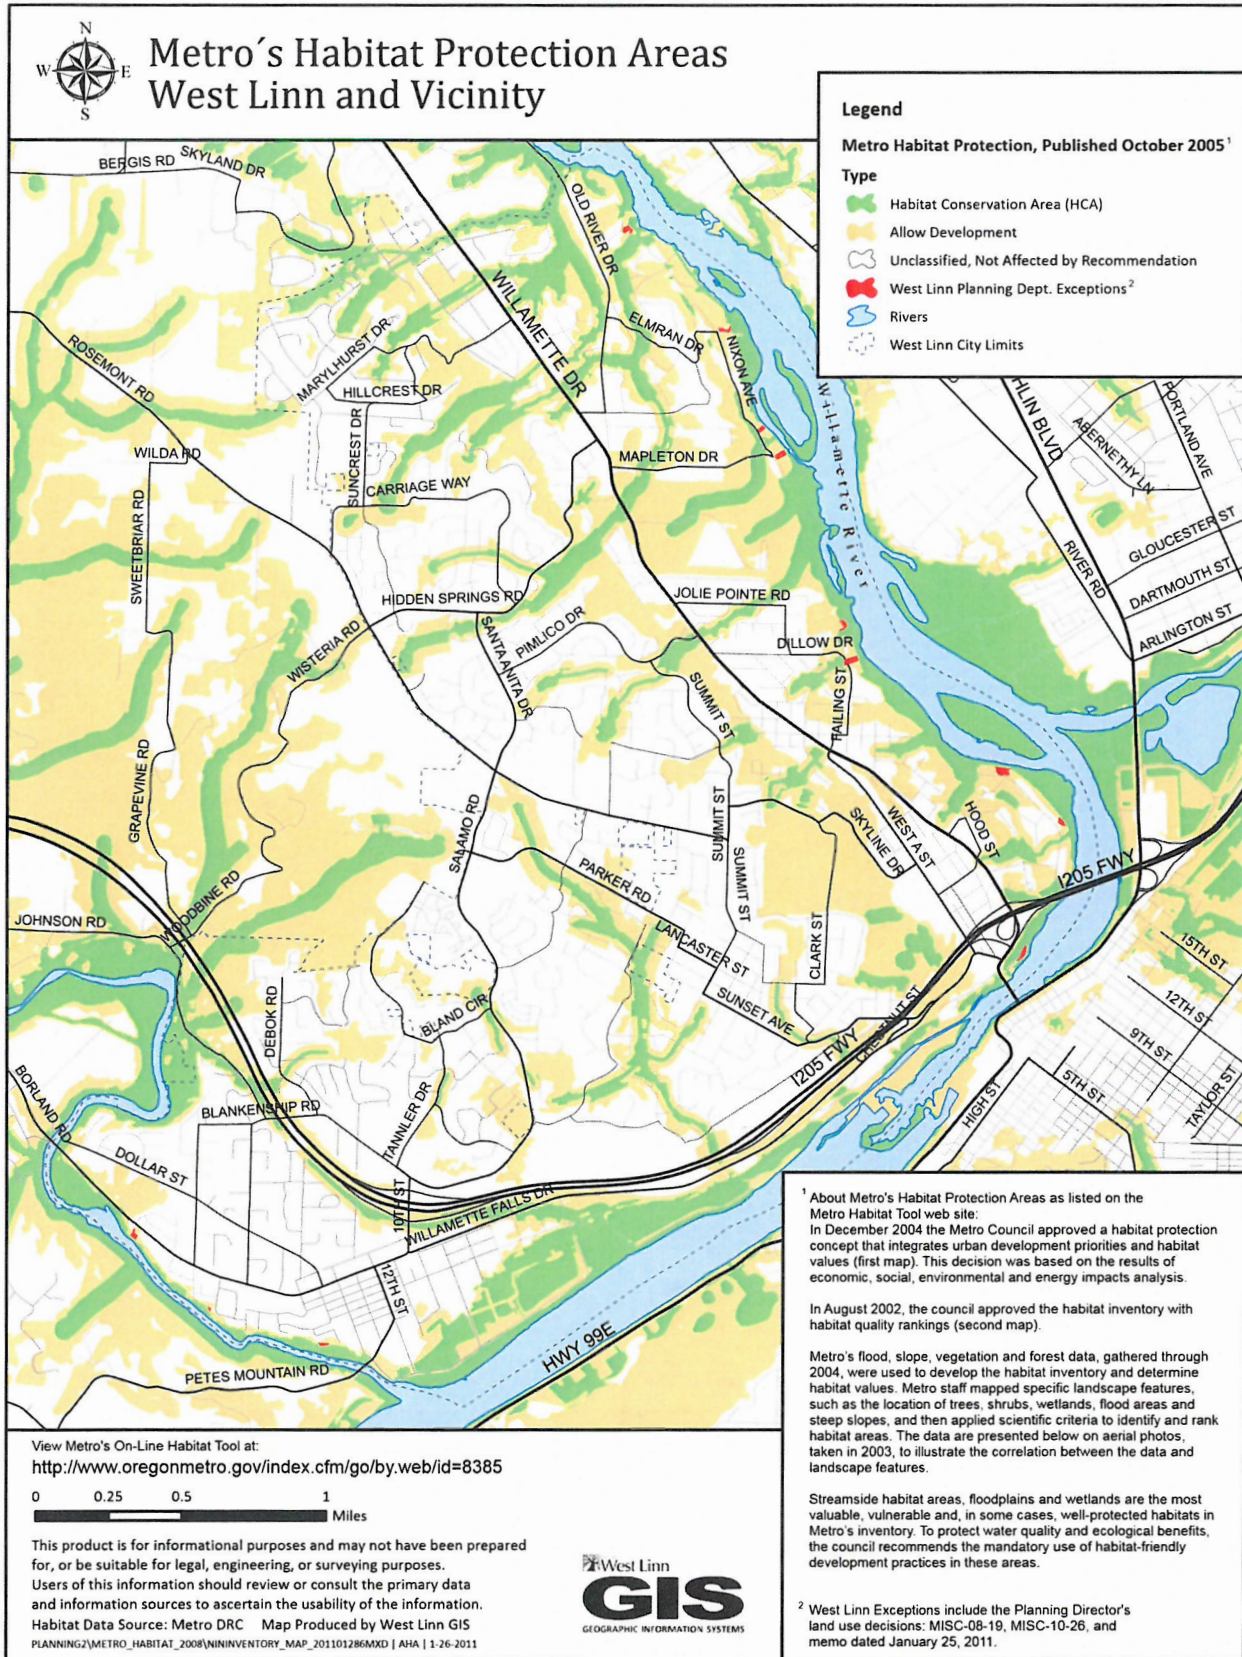 N
W E
S
Metro´s Habitat Protection Areas
West Linn and Vicinity
Legend
Metro Habitat Protection, Published October 2005 1
Type
Habitat Conservation Area (HCA)
Allow Development
Unclassified, Not Affected by Recommendation
West Linn Planning Dept. Exceptions 2
Rivers
West Linn City Limits
BERGIS RD
SKYLAND DR
OLD RIVER DR
WILLAMETTE DR
ELMRAN DR
NIXON AVE
ROSEMONT RD
MARYLHURST DR
HILLCREST DR
SUNCREST DR
WILDA RD
CARRIAGE WAY
MAPLETON DR
Willamette River
HLIN BLVD
PORTLAND AVE
ABERNETHY LN
GLOUCESTER ST
RIVER RD
DARTMOUTH ST
ARLINGTON ST
SWEETBRIAR RD
HIDDEN SPRINGS RD
JOLIE POINTE RD
WISTERIA RD
SANTA ANITA DR
PIMLICO DR
DILLOW DR
SUMMIT ST
FAILING ST
GRAPEVINE RD
SALAMO RD
SUMMIT ST
SKYLINE DR
WEST A ST
HOOD ST
I205 FWY
PARKER RD
SUMMIT ST
JOHNSON RD
WOODBINE RD
LANCASTER ST
CLARK ST
15TH ST
12TH ST
9TH ST
5TH ST
TAYLOR ST
DEBOK RD
BLAND CIR
SUNSET AVE
I205 FWY
CHESTNUT ST
HIGH ST
BORLAND RD
BLANKENSHIP RD
TANNLER DR
DOLLAR ST
10TH ST
WILLAMETTE FALLS DR
12TH ST
HWY 99E
PETES MOUNTAIN RD
1 About Metro's Habitat Protection Areas as listed on the
Metro Habitat Tool web site:
In December 2004 the Metro Council approved a habitat protection
concept that integrates urban development priorities and habitat
values (first map). This decision was based on the results of
economic, social, environmental and energy impacts analysis.
In August 2002, the council approved the habitat inventory with
habitat quality rankings (second map).
Metro's flood, slope, vegetation and forest data, gathered through
2004, were used to develop the habitat inventory and determine
habitat values. Metro staff mapped specific landscape features,
such as the location of trees, shrubs, wetlands, flood areas and
steep slopes, and then applied scientific criteria to identify and rank
habitat areas. The data are presented below on aerial photos,
taken in 2003, to illustrate the correlation between the data and
landscape features.
Streamside habitat areas, floodplains and wetlands are the most
valuable, vulnerable and, in some cases, well-protected habitats in
Metro's inventory. To protect water quality and ecological benefits,
the council recommends the mandatory use of habitat-friendly
development practices in these areas.
2 West Linn Exceptions include the Planning Director's
land use decisions: MISC-08-19, MISC-10-26, and
memo dated January 25, 2011.
View Metro's On-Line Habitat Tool at:
http://www.oregonmetro.gov/index.cfm/go/by.web/id=8385
0 0.25 0.5 1
Miles
This product is for informational purposes and may not have been prepared
for, or be suitable for legal, engineering, or surveying purposes.
Users of this information should review or consult the primary data
and information sources to ascertain the usability of the information.
Habitat Data Source: Metro DRC Map Produced by West Linn GIS
PLANNING2\METRO_HABITAT_2008\NININVENTORY_MAP_201101286MXD | AHA | 1-26-2011
West Linn
GIS
GEOGRAPHIC INFORMATION SYSTEMS